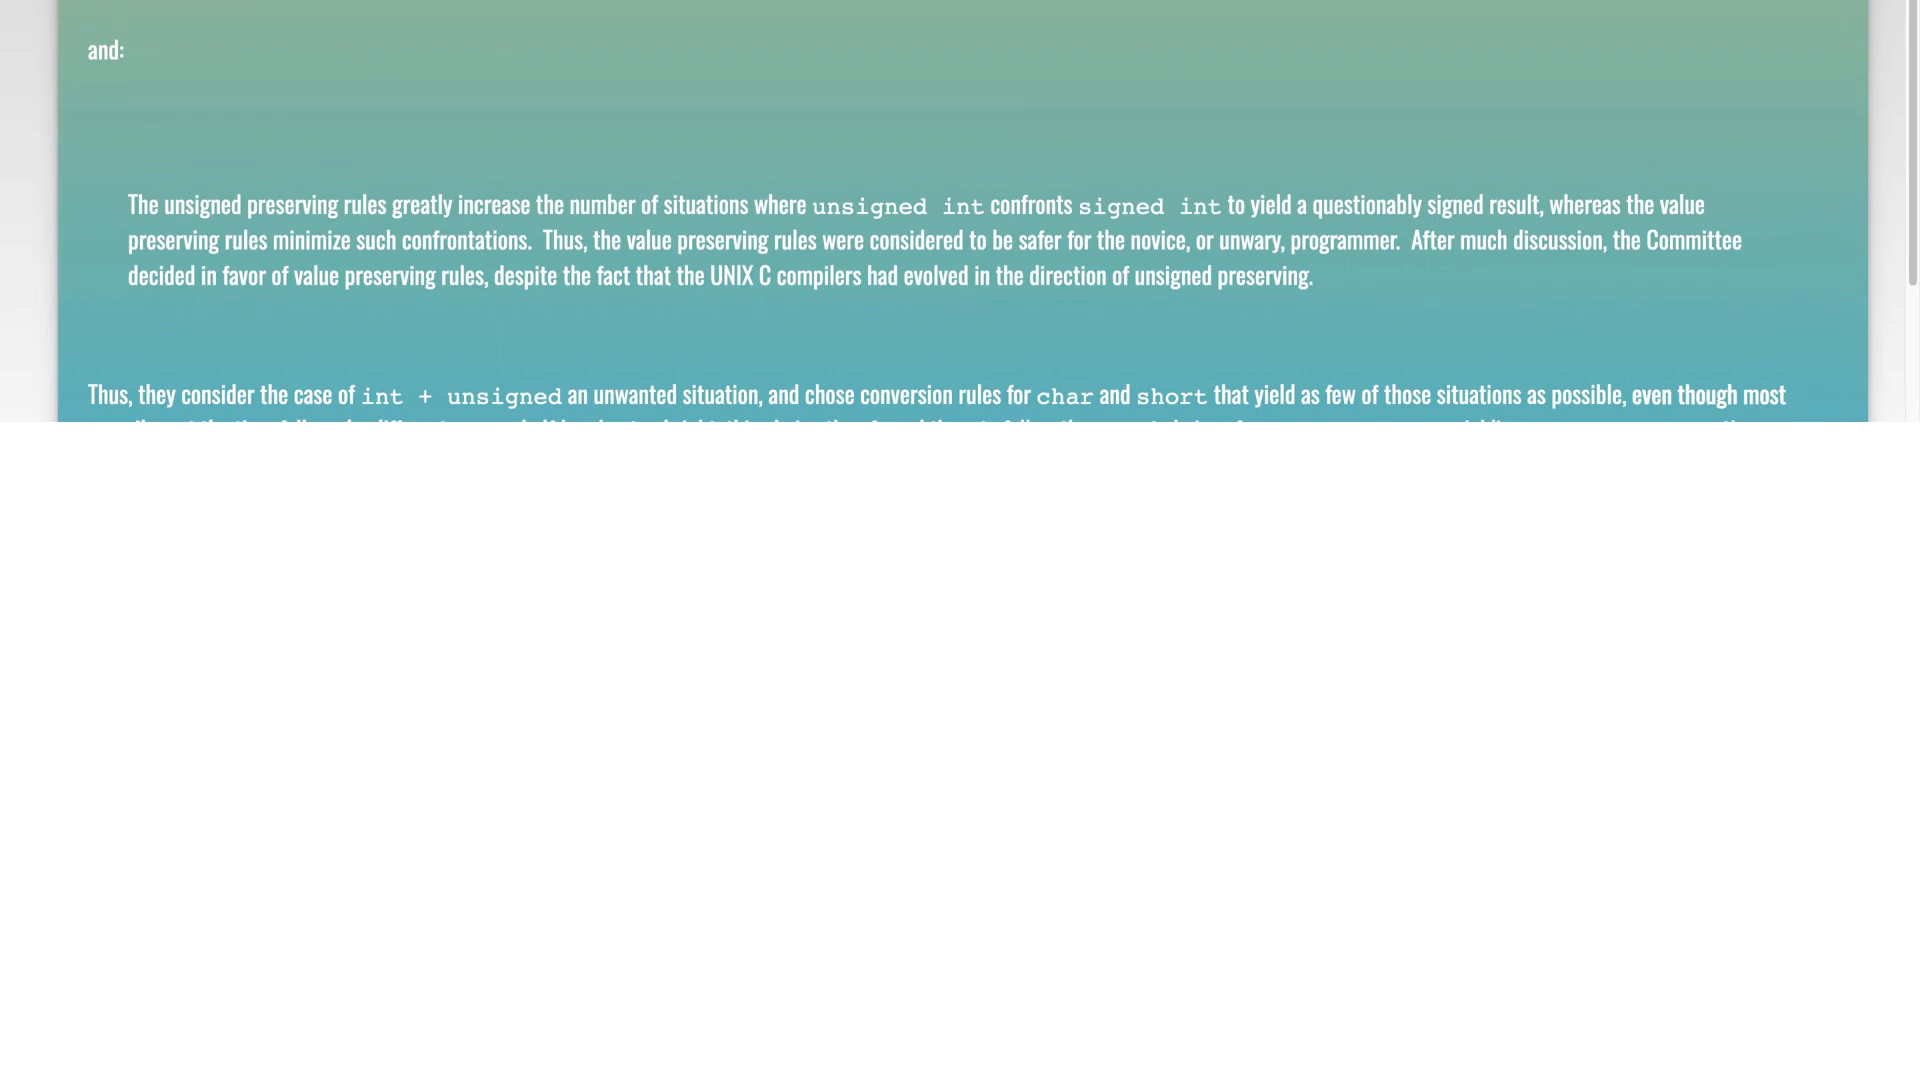 and:
The unsigned preserving rules greatly increase the number of situations where unsigned int confronts signed int to yield a questionably signed result, whereas the value
preserving rules minimize such confrontations. Thus, the value preserving rules were considered to be safer for the novice, or unwary, programmer. After much discussion, the Committee
decided in favor of value preserving rules, despite the fact that the UNIX C compilers had evolved in the direction of unsigned preserving.
Thus, they consider the case of int + unsigned an unwanted situation, and chose conversion rules for char and short that yield as few of those situations as possible, even though most